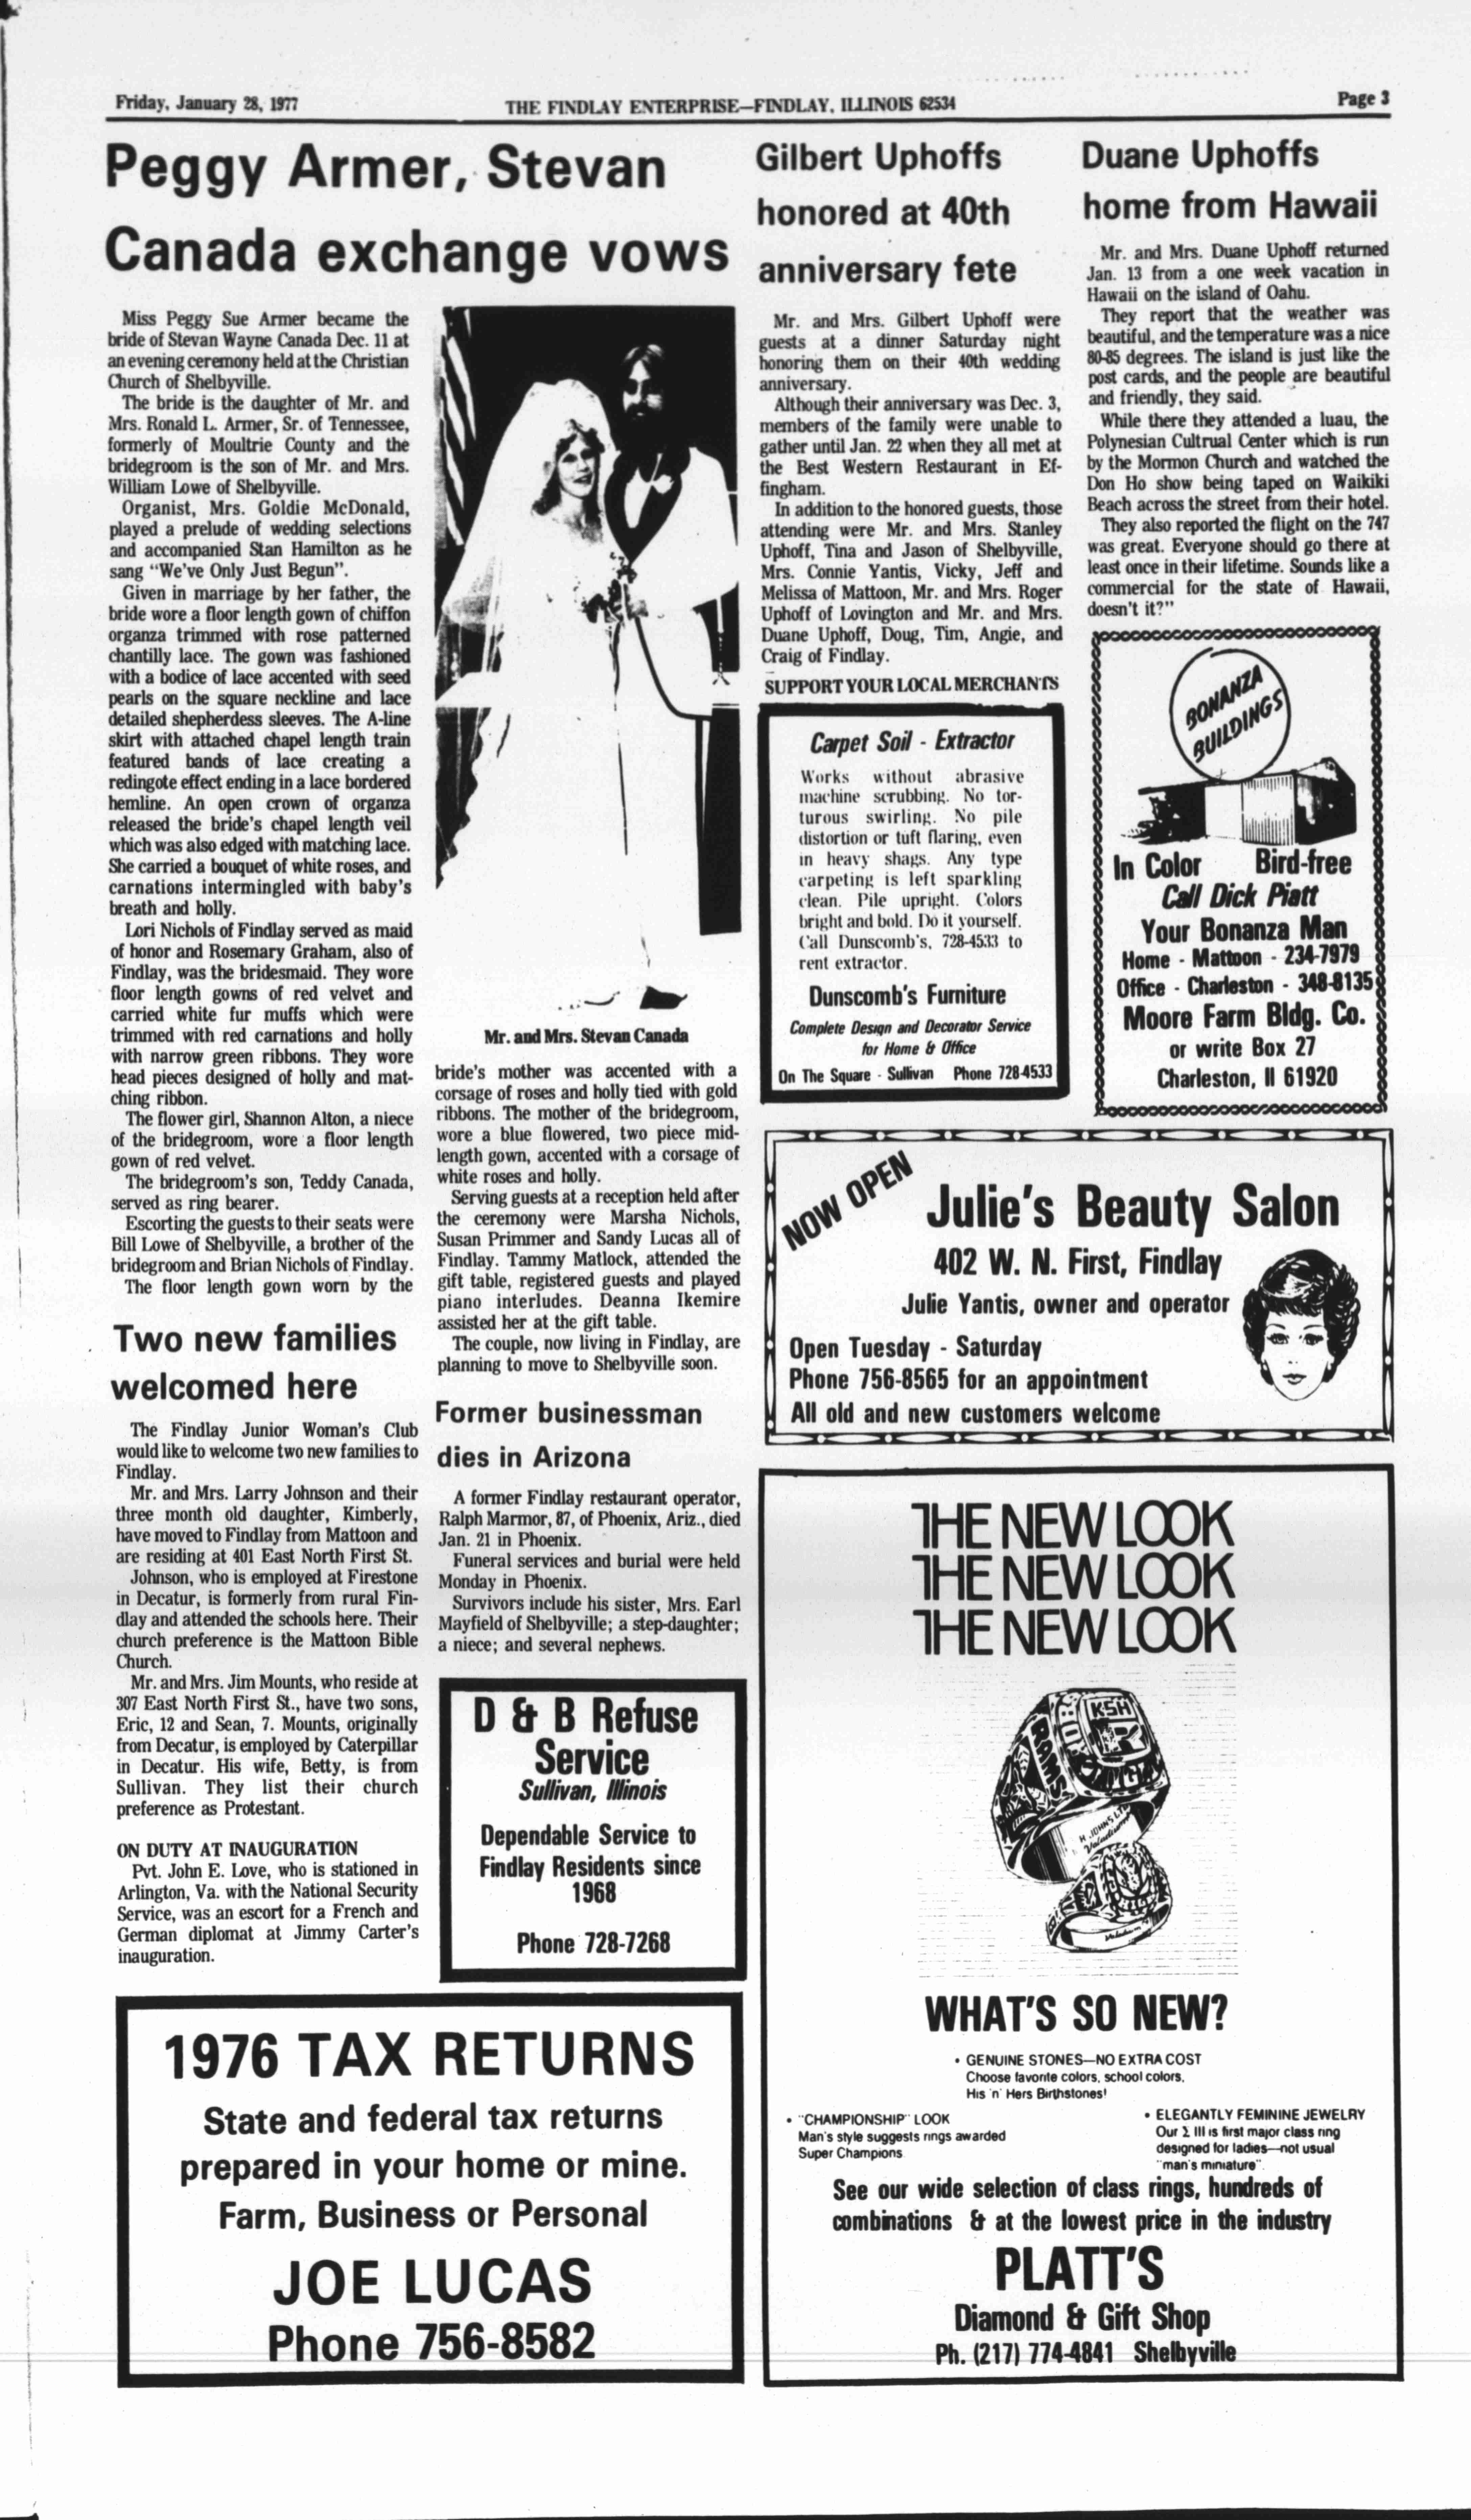 Friday, January 28, 1977
THE FINDLAY ENTERPRISE—FINDLAY, ILLINOIS 62534
Page 3
Peggy Armer, Stevan
Canada exchange vows
Miss Peggy Sue Armer became the
bride of Stevan Wayne Canada Dec. 11 at
an evening ceremony held at the Christian
Church of Shelbyville.
The bride is the daughter of Mr. and
Mrs. Ronald L. Armer, Sr. of Tennessee,
formerly of Moultrie County and the
bridegroom is the son of Mr. and Mrs.
William Lowe of Shelbyville.
Organist, Mrs. Goldie McDonald,
played a prelude of wedding selections
and accompanied Stan Hamilton as he
sang "We've Only Just Begun".
Given in marriage by her father, the
bride wore a floor length gown of chiffon
organza trimmed with rose patterned
chantilly lace. The gown was fashioned
with a bodice of lace accented with seed
pearls on the square neckline and lace
detailed shepherdess sleeves. The A-line
skirt with attached chapel length train
featured bands of lace creating a
redingote effect ending in a lace bordered
hemline. An open crown of organza
released the bride's chapel length veil
which was also edged with matching lace.
She carried a bouquet of white roses, and
carnations intermingled with baby's
breath and holly.
Lori Nichols of Findlay served as maid
of honor and Rosemary Graham, also of
Findlay, was the bridesmaid. They wore
floor length gowns of red velvet and
carried white fur muffs which were
trimmed with red carnations and holly
with narrow green ribbons. They wore
head pieces designed of holly and mat-
ching ribbon.
The flower girl, Shannon Alton, a niece
of the bridegroom, wore a floor length
gown of red velvet.
The bridegroom's son, Teddy Canada,
served as ring bearer.
Escorting the guests to their seats were
Bill Lowe of Shelbyville, a brother of the
bridegroom and Brian Nichols of Findlay.
The floor length gown worn by the
Mr. and Mrs. Stevan Canada
bride's mother was accented with a
corsage of roses and holly tied with gold
ribbons. The mother of the bridegroom,
wore a blue flowered, two piece mid-
length gown, accented with a corsage of
white roses and holly.
Serving guests at a reception held after
the ceremony were Marsha Nichols,
Susan Primmer and Sandy Lucas all of
Findlay. Tammy Matlock, attended the
gift table, registered guests and played
piano interludes. Deanna Ikemire
assisted her at the gift table.
The couple, now living in Findlay, are
planning to move to Shelbyville soon.
Two new families
welcomed here
The Findlay Junior Woman's Club
would like to welcome two new families to
Findlay.
Mr. and Mrs. Larry Johnson and their
three month old daughter, Kimberly,
have moved to Findlay from Mattoon and
are residing at 401 East North First St.
Johnson, who is employed at Firestone
in Decatur, is formerly from rural Fin-
dlay and attended the schools here. Their
church preference is the Mattoon Bible
Church.
Mr. and Mrs. Jim Mounts, who reside at
307 East North First St., have two sons,
Eric, 12 and Sean, 7. Mounts, originally
from Decatur, is employed by Caterpillar
in Decatur. His wife, Betty, is from
Sullivan. They list their church
preference as Protestant.
ON DUTY AT INAUGURATION
Pvt. John E. Love, who is stationed in
Arlington, Va. with the National Security
Service, was an escort for a French and
German diplomat at Jimmy Carter's
inauguration.
Former businessman
dies in Arizona
A former Findlay restaurant operator,
Ralph Marmor, 87, of Phoenix, Ariz., died
Jan. 21 in Phoenix.
Funeral services and burial were held
Monday in Phoenix.
Survivors include his sister, Mrs. Earl
Mayfield of Shelbyville; a step-daughter;
a niece; and several nephews.
D & B Refuse
Service
Sullivan, Illinois
Dependable Service to
Findlay Residents since
1968
Phone 728-7268
1976 TAX RETURNS
State and federal tax returns
prepared in your home or mine.
Farm, Business or Personal
JOE LUCAS
Phone 756-8582
Gilbert Uphoffs
honored at 40th
anniversary fete
Mr. and Mrs. Gilbert Uphoff were
guests at a dinner Saturday night
honoring them on their 40th wedding
anniversary.
Although their anniversary was Dec. 3,
members of the family were unable to
gather until Jan. 22 when they all met at
the Best Western Restaurant in Ef-
fingham.
In addition to the honored guests, those
attending were Mr. and Mrs. Stanley
Uphoff, Tina and Jason of Shelbyville,
Mrs. Connie Yantis, Vicky, Jeff and
Melissa of Mattoon, Mr. and Mrs. Roger
Uphoff of Lovington and Mr. and Mrs.
Duane Uphoff, Doug, Tim, Angie, and
Craig of Findlay.
SUPPORT YOUR LOCAL MERCHANTS
Carpet Soil - Extractor
Works without abrasive
machine scrubbing. No tor-
turous swirling. No pile
distortion or tuft flaring, even
in heavy shags. Any type
carpeting is left sparkling
clean. Pile upright. Colors
bright and bold. Do it yourself.
Call Dunscomb's, 728-4533 to
rent extractor.
Dunscomb's Furniture
Complete Design and Decorator Service
for Home & Office
On The Square - Sullivan Phone 728-4533
Duane Uphoffs
home from Hawaii
Mr. and Mrs. Duane Uphoff returned
Jan. 13 from a one week vacation in
Hawaii on the island of Oahu.
They report that the weather was
beautiful, and the temperature was a nice
80-85 degrees. The island is just like the
post cards, and the people are beautiful
and friendly, they said.
While there they attended a luau, the
Polynesian Cultrual Center which is run
by the Mormon Church and watched the
Don Ho show being taped on Waikiki
Beach across the street from their hotel.
They also reported the flight on the 747
was great. Everyone should go there at
least once in their lifetime. Sounds like a
commercial for the state of Hawaii,
doesn't it?"
BONANZA
BUILDINGS
In Color Bird-free
Call Dick Piatt
Your Bonanza Man
Home - Mattoon - 234-7979
Office - Charleston - 348-8135
Moore Farm Bldg. Co.
or write Box 27
Charleston, Il 61920
NOW OPEN
Julie's Beauty Salon
402 W. N. First, Findlay
Julie Yantis, owner and operator
Open Tuesday - Saturday
Phone 756-8565 for an appointment
All old and new customers welcome
THE NEW LOOK
THE NEW LOOK
THE NEW LOOK
KSH
R
RAMS
WHAT'S SO NEW?
• GENUINE STONES—NO EXTRA COST
Choose favorite colors, school colors,
His 'n' Hers Birthstones!
• "CHAMPIONSHIP" LOOK
Man's style suggests rings awarded
Super Champions
• ELEGANTLY FEMININE JEWELRY
Our Σ III is first major class ring
designed for ladies—not usual
"man's miniature".
See our wide selection of class rings, hundreds of
combinations & at the lowest price in the industry
PLATT'S
Diamond & Gift Shop
Ph. (217) 774-4841 Shelbyville